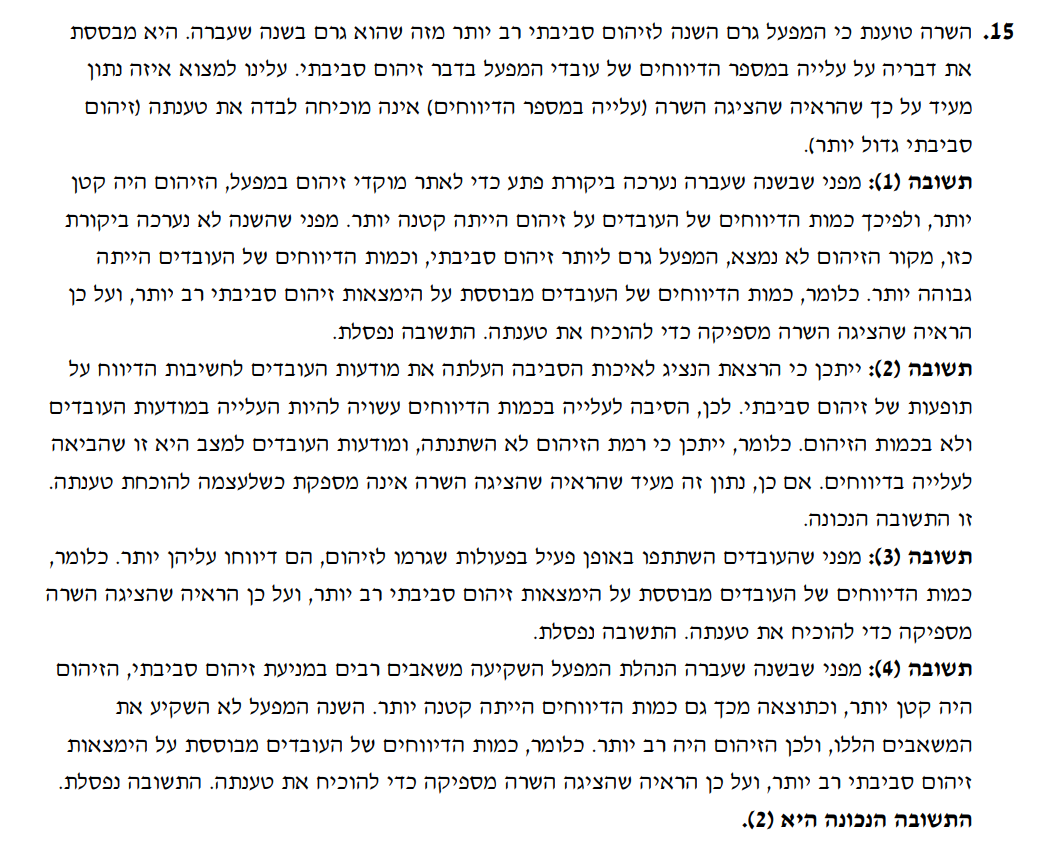 15. השרה טוענת כי המפעל גרם השנה לזיהום סביבתי רב יותר מזה שהוא גרם בשנה שעברה. היא מבססת
את דבריה על עלייה במספר הדיווחים של עובדי המפעל בדבר זיהום סביבתי. עלינו למצוא איזה נתון
מעיד על כך שהראיה שהציגה השרה (עלייה במספר הדיווחים) אינה מוכיחה לבדה את טענתה (זיהום
סביבתי גדול יותר).
תשובה (1): מפני שבשנה שעברה נערכה ביקורת פתע כדי לאתר מוקדי זיהום במפעל, הזיהום היה קטן
יותר, ולפיכך כמות הדיווחים של העובדים על זיהום הייתה קטנה יותר. מפני שהשנה לא נערכה ביקורת
כזו, מקור הזיהום לא נמצא, המפעל גרם ליותר זיהום סביבתי, וכמות הדיווחים של העובדים הייתה
גבוהה יותר. כלומר, כמות הדיווחים של העובדים מבוססת על הימצאות זיהום סביבתי רב יותר, ועל כן
הראיה שהציגה השרה מספיקה כדי להוכיח את טענתה. התשובה נפסלת.
תשובה (2): ייתכן כי הרצאת הנציג לאיכות הסביבה העלתה את מודעות העובדים לחשיבות הדיווח על
תופעות של זיהום סביבתי. לכן, הסיבה לעלייה בכמות הדיווחים עשויה להיות העלייה במודעות העובדים
ולא בכמות הזיהום. כלומר, ייתכן כי רמת הזיהום לא השתנתה, ומודעות העובדים למצב היא זו שהביאה
לעלייה בדיווחים. אם כן, נתון זה מעיד שהראיה שהציגה השרה אינה מספקת כשלעצמה להוכחת טענתה.
זו התשובה הנכונה.
תשובה (3): מפני שהעובדים השתתפו באופן פעיל בפעולות שגרמו לזיהום, הם דיווחו עליהן יותר. כלומר,
כמות הדיווחים של העובדים מבוססת על הימצאות זיהום סביבתי רב יותר, ועל כן הראיה שהציגה השרה
מספיקה כדי להוכיח את טענתה. התשובה נפסלת.
תשובה (4): מפני שבשנה שעברה הנהלת המפעל השקיעה משאבים רבים במניעת זיהום סביבתי, הזיהום
היה קטן יותר, וכתוצאה מכך גם כמות הדיווחים הייתה קטנה יותר. השנה המפעל לא השקיע את
המשאבים הללו, ולכן הזיהום היה רב יותר. כלומר, כמות הדיווחים של העובדים מבוססת על הימצאות
זיהום סביבתי רב יותר, ועל כן הראיה שהציגה השרה מספיקה כדי להוכיח את טענתה. התשובה נפסלת.
התשובה הנכונה היא (2).